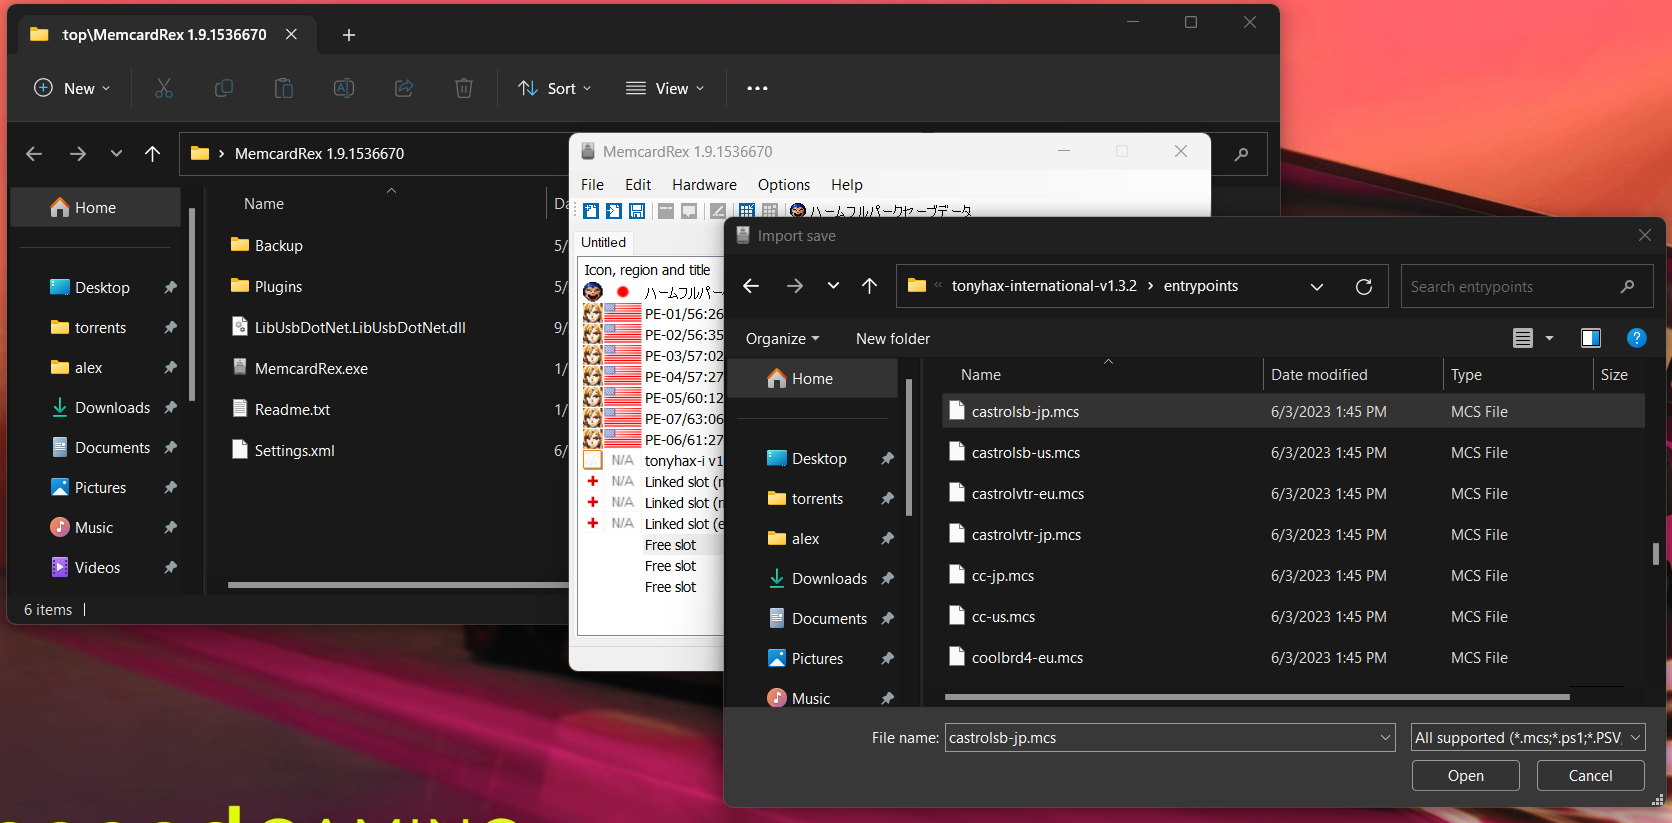 :top\MemcardRex 1.9.1536670
New
Sort
View
MemcardRex 1.9.1536670
Home
Desktop
torrents
alex
Downloads
Documents
Pictures
Music
Videos
Name
Da
Backup
5/
Plugins
5/
LibUsbDotNet.LibUsbDotNet.dll
9/
MemcardRex.exe
1/
Readme.txt
1/
Settings.xml
6/
6 items
MemcardRex 1.9.1536670
File Edit Hardware Options Help
ハームフルパークセーブデータ
Untitled
Icon, region and title
ハームフルパー
PE-01/56:26
PE-02/56:35
PE-03/57:02
PE-04/57:27
PE-05/60:12
PE-07/63:06
PE-06/61:27
N/A tonyhax-i v1
N/A Linked slot (
N/A Linked slot (
N/A Linked slot (e
Free slot
Free slot
Free slot
Import save
« tonyhax-international-v1.3.2 › entrypoints
Search entrypoints
Organize New folder
?
Home
Desktop
torrents
alex
Downloads
Documents
Pictures
Music
Name Date modified Type Size
castrolsb-jp.mcs 6/3/2023 1:45 PM MCS File
castrolsb-us.mcs 6/3/2023 1:45 PM MCS File
castrolvtr-eu.mcs 6/3/2023 1:45 PM MCS File
castrolvtr-jp.mcs 6/3/2023 1:45 PM MCS File
cc-jp.mcs 6/3/2023 1:45 PM MCS File
cc-us.mcs 6/3/2023 1:45 PM MCS File
coolbrd4-eu.mcs 6/3/2023 1:45 PM MCS File
File name: castrolsb-jp.mcs
All supported (*.mcs;*.ps1;*.PSV,
Open Cancel